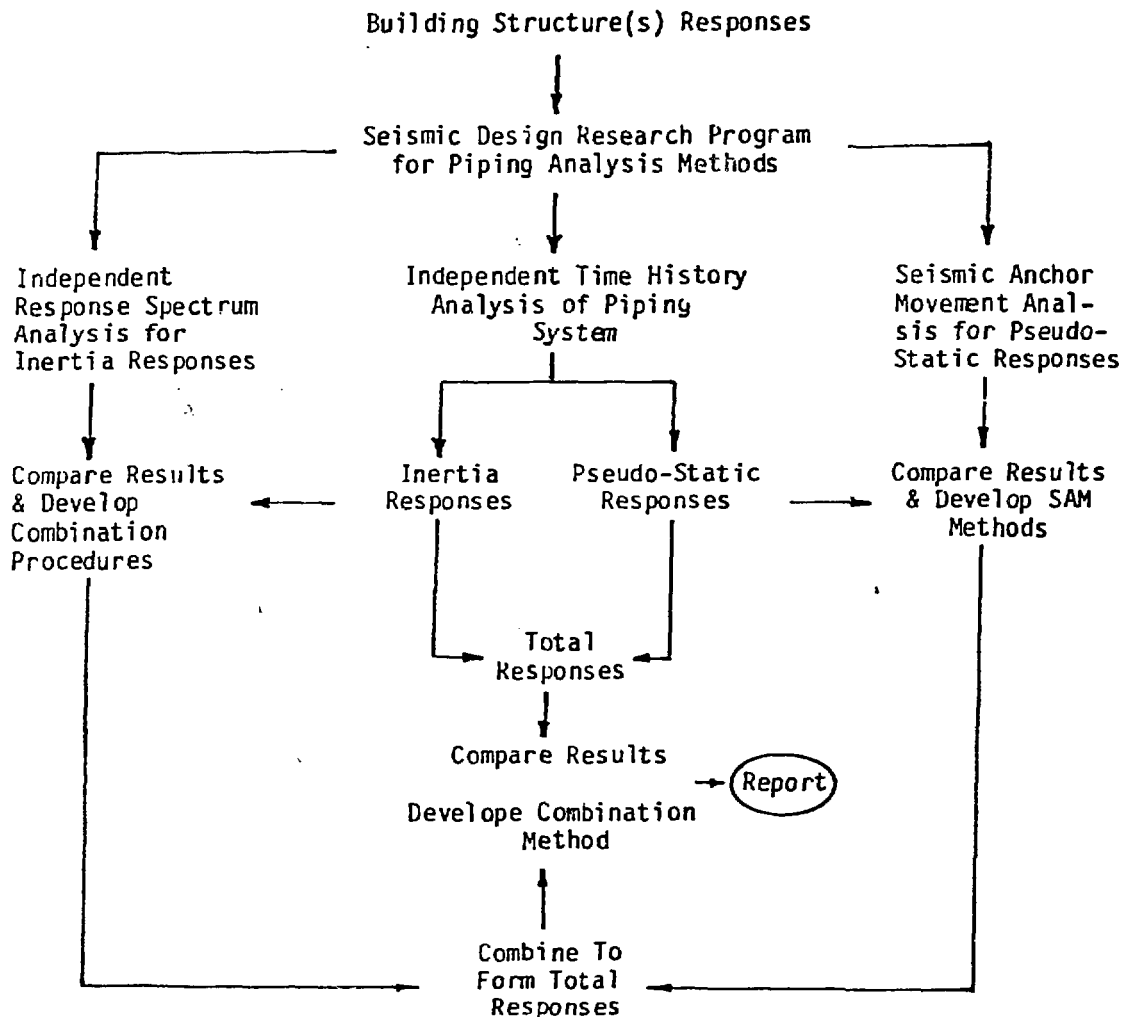 Building Structure(s) Responses
Seismic Design Research Program
for Piping Analysis Methods
Independent
Response Spectrum
Analysis for
Inertia Responses
Independent Time History
Analysis of Piping
System
Seismic Anchor
Movement Anal-
sis for Pseudo-
Static Responses
Compare Results
& Develop
Combination
Procedures
Inertia
Responses
Pseudo-Static
Responses
Compare Results
& Develop SAM
Methods
Total
Responses
Compare Results
Report
Develope Combination
Method
Combine To
Form Total
Responses